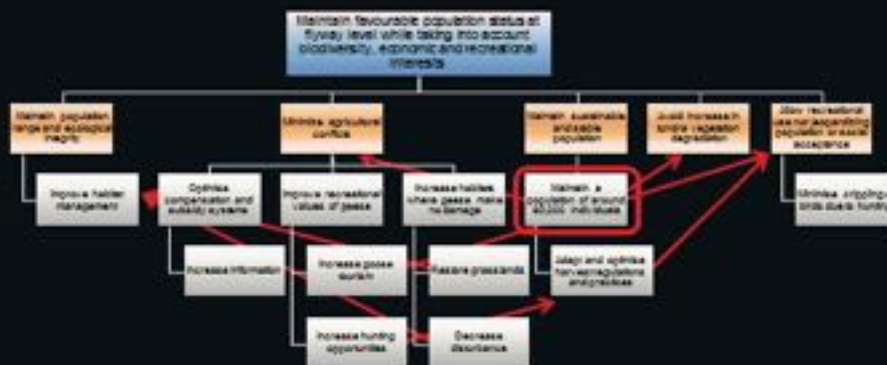 Maintain favourable population status at
flyway level while taking into account
biodiversity, economic and recreational
interests
Maintain population
range and ecological
integrity
Minimise agricultural
conflicts
Maintain sustainable
and stable
population
Avoid increase in
tundra vegetation
degradation
Allow recreational
use not jeopardizing
population or social
acceptance
Improve habitat
management
Optimise
compensation and
subsidy systems
Improve recreational
values of geese
Increase habitats
where geese make
no damage
Maintain a
population of around
60,000 individuals
Minimise crippling
birds due to hunting
Increase information
Increase goose
tourism
Restore grasslands
Adapt and optimise
harvest regulations
and practices
Increase hunting
opportunities
Decrease
disturbance